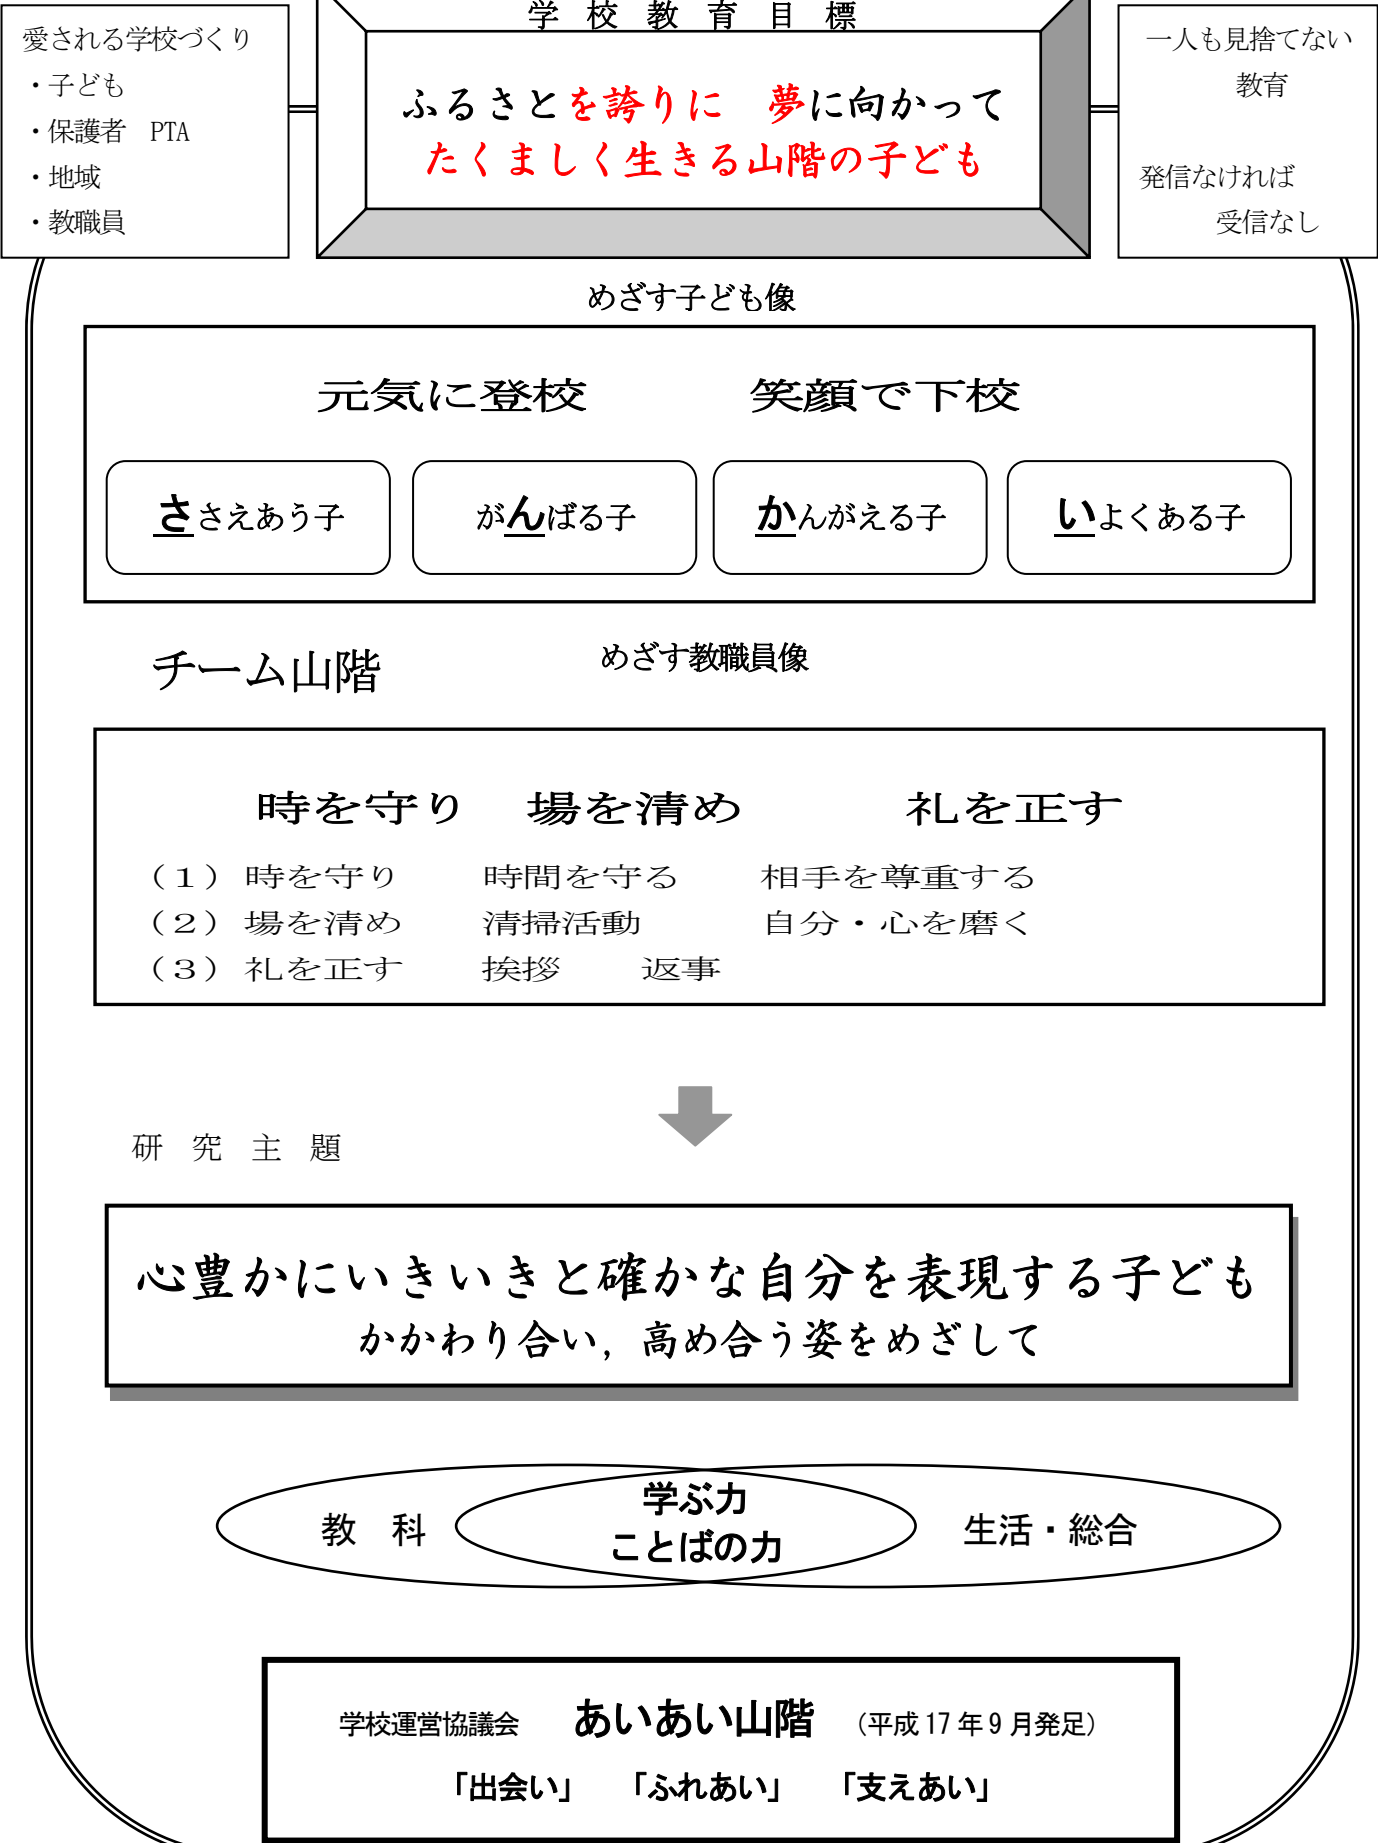 学校教育目標
愛される学校づくり
・子ども
・保護者　PTA
・地域
・教職員
ふるさとを誇りに　夢に向かって
たくましく生きる山階の子ども
一人も見捨てない
教育
発信なければ
受信なし
めざす子ども像
元気に登校　笑顔で下校
ささえあう子
がんばる子
かんがえる子
いよくある子
チーム山階
めざす教職員像
時を守り　場を清め　礼を正す
（１）時を守り　時間を守る　相手を尊重する
（２）場を清め　清掃活動　自分・心を磨く
（３）礼を正す　挨拶　返事
研究主題
心豊かにいきいきと確かな自分を表現する子ども
かかわり合い，高め合う姿をめざして
教　科
学ぶ力
ことばの力
生活・総合
学校運営協議会　あいあい山階　（平成17年9月発足）
「出会い」　「ふれあい」　「支えあい」